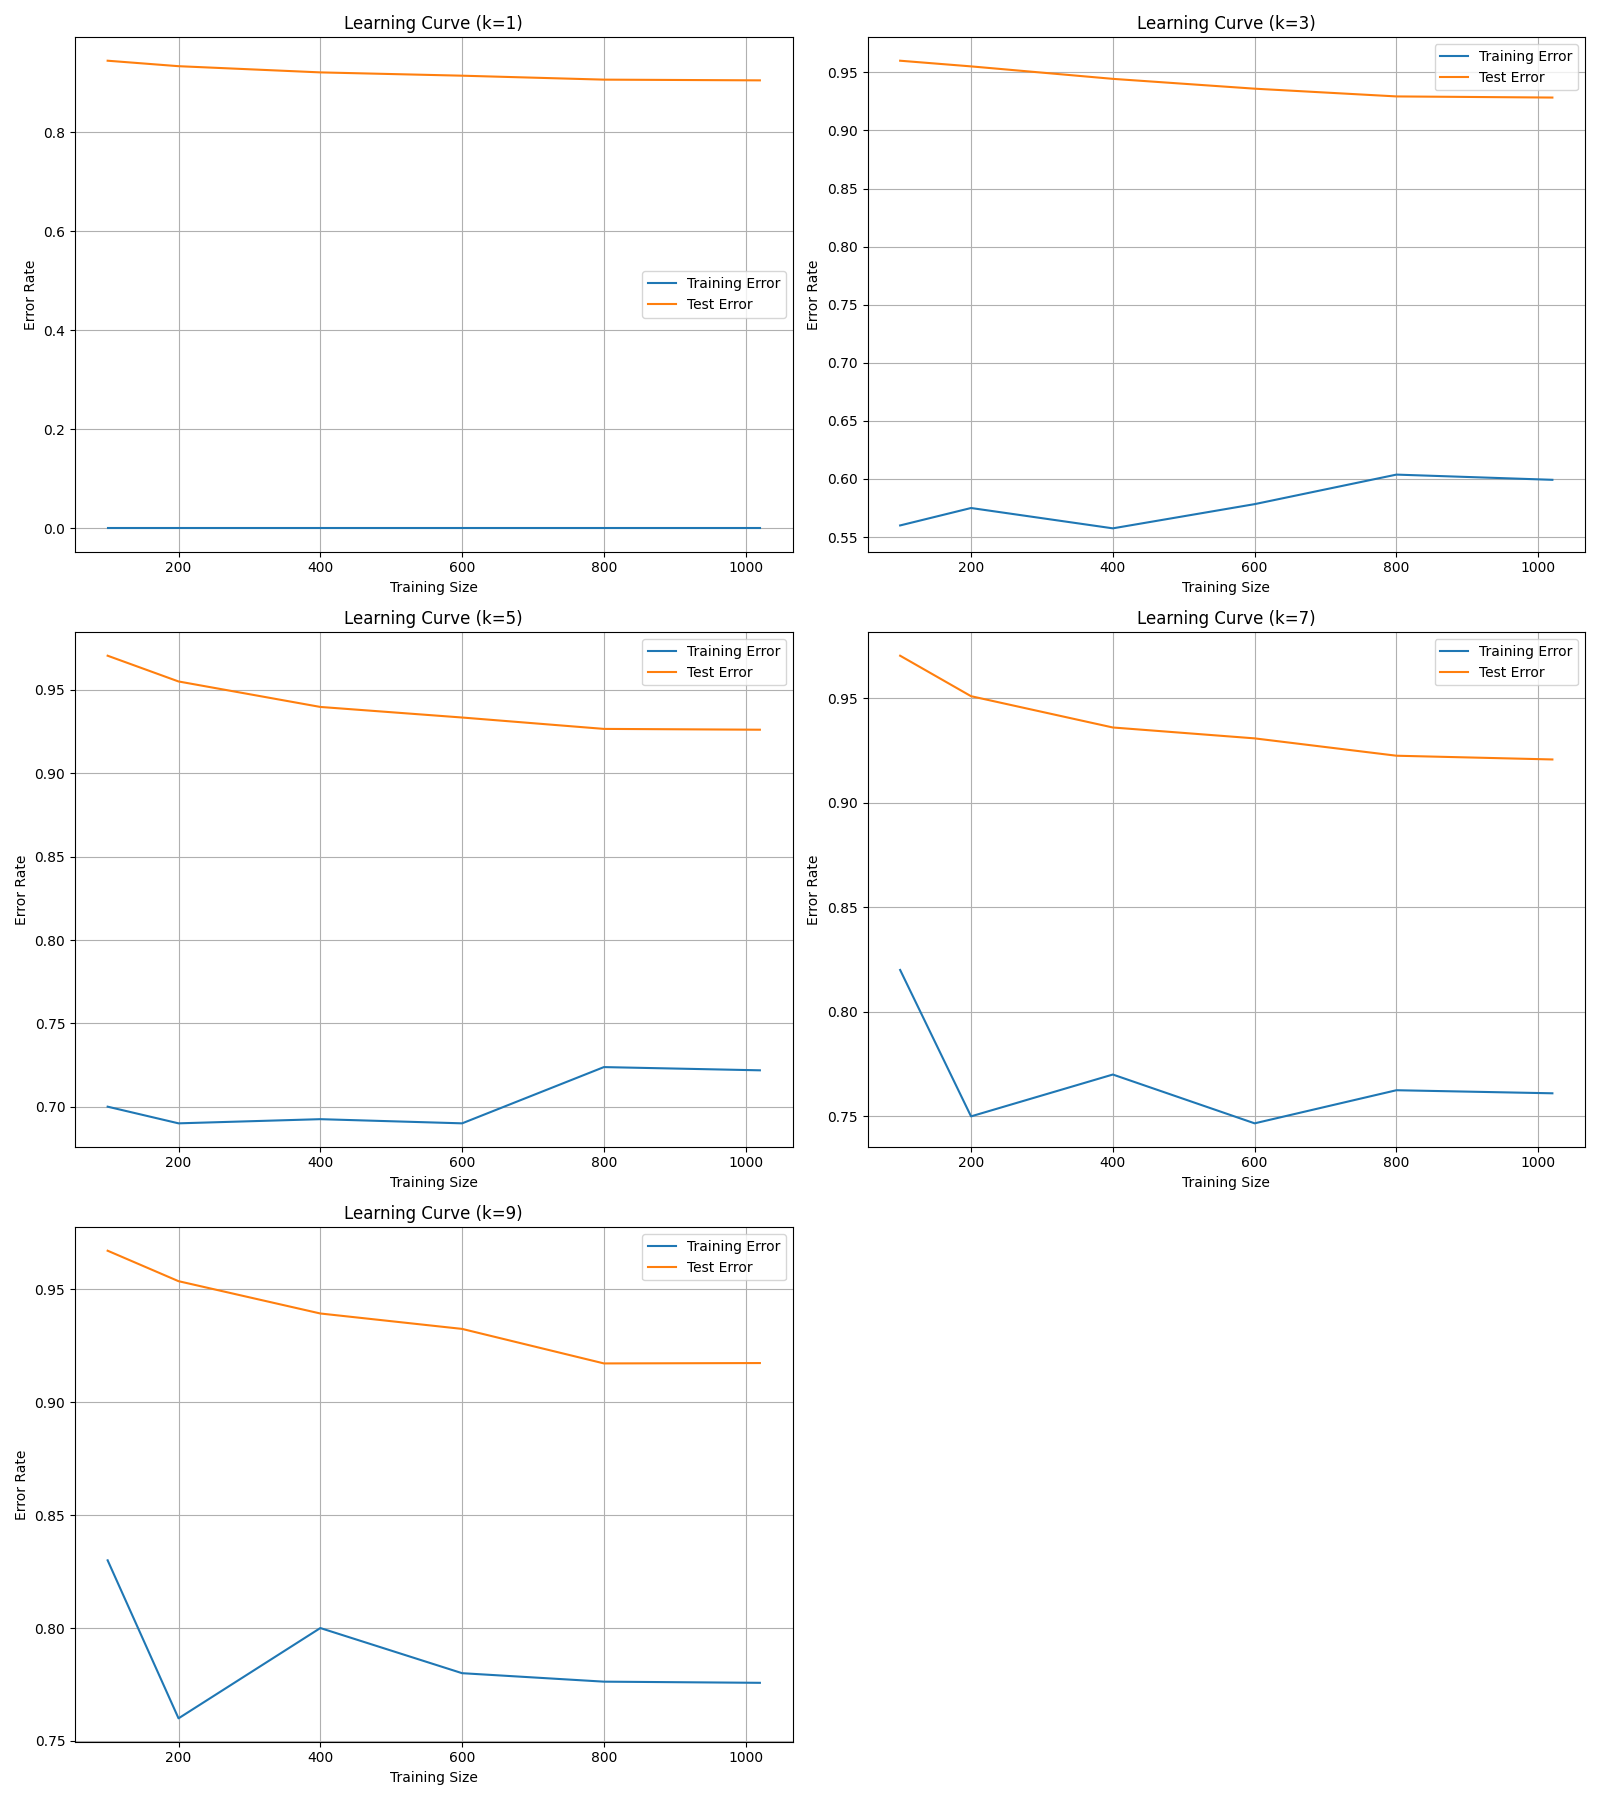 Learning Curve (k=1)
Error Rate
0.8
0.6
0.4
0.2
0.0
Training Error
Test Error
200 400 600 800 1000
Training Size
Learning Curve (k=3)
Error Rate
0.95
0.90
0.85
0.80
0.75
0.70
0.65
0.60
0.55
Training Error
Test Error
200 400 600 800 1000
Training Size
Learning Curve (k=5)
Error Rate
0.95
0.90
0.85
0.80
0.75
0.70
Training Error
Test Error
200 400 600 800 1000
Training Size
Learning Curve (k=7)
Error Rate
0.95
0.90
0.85
0.80
0.75
Training Error
Test Error
200 400 600 800 1000
Training Size
Learning Curve (k=9)
Error Rate
0.95
0.90
0.85
0.80
0.75
Training Error
Test Error
200 400 600 800 1000
Training Size